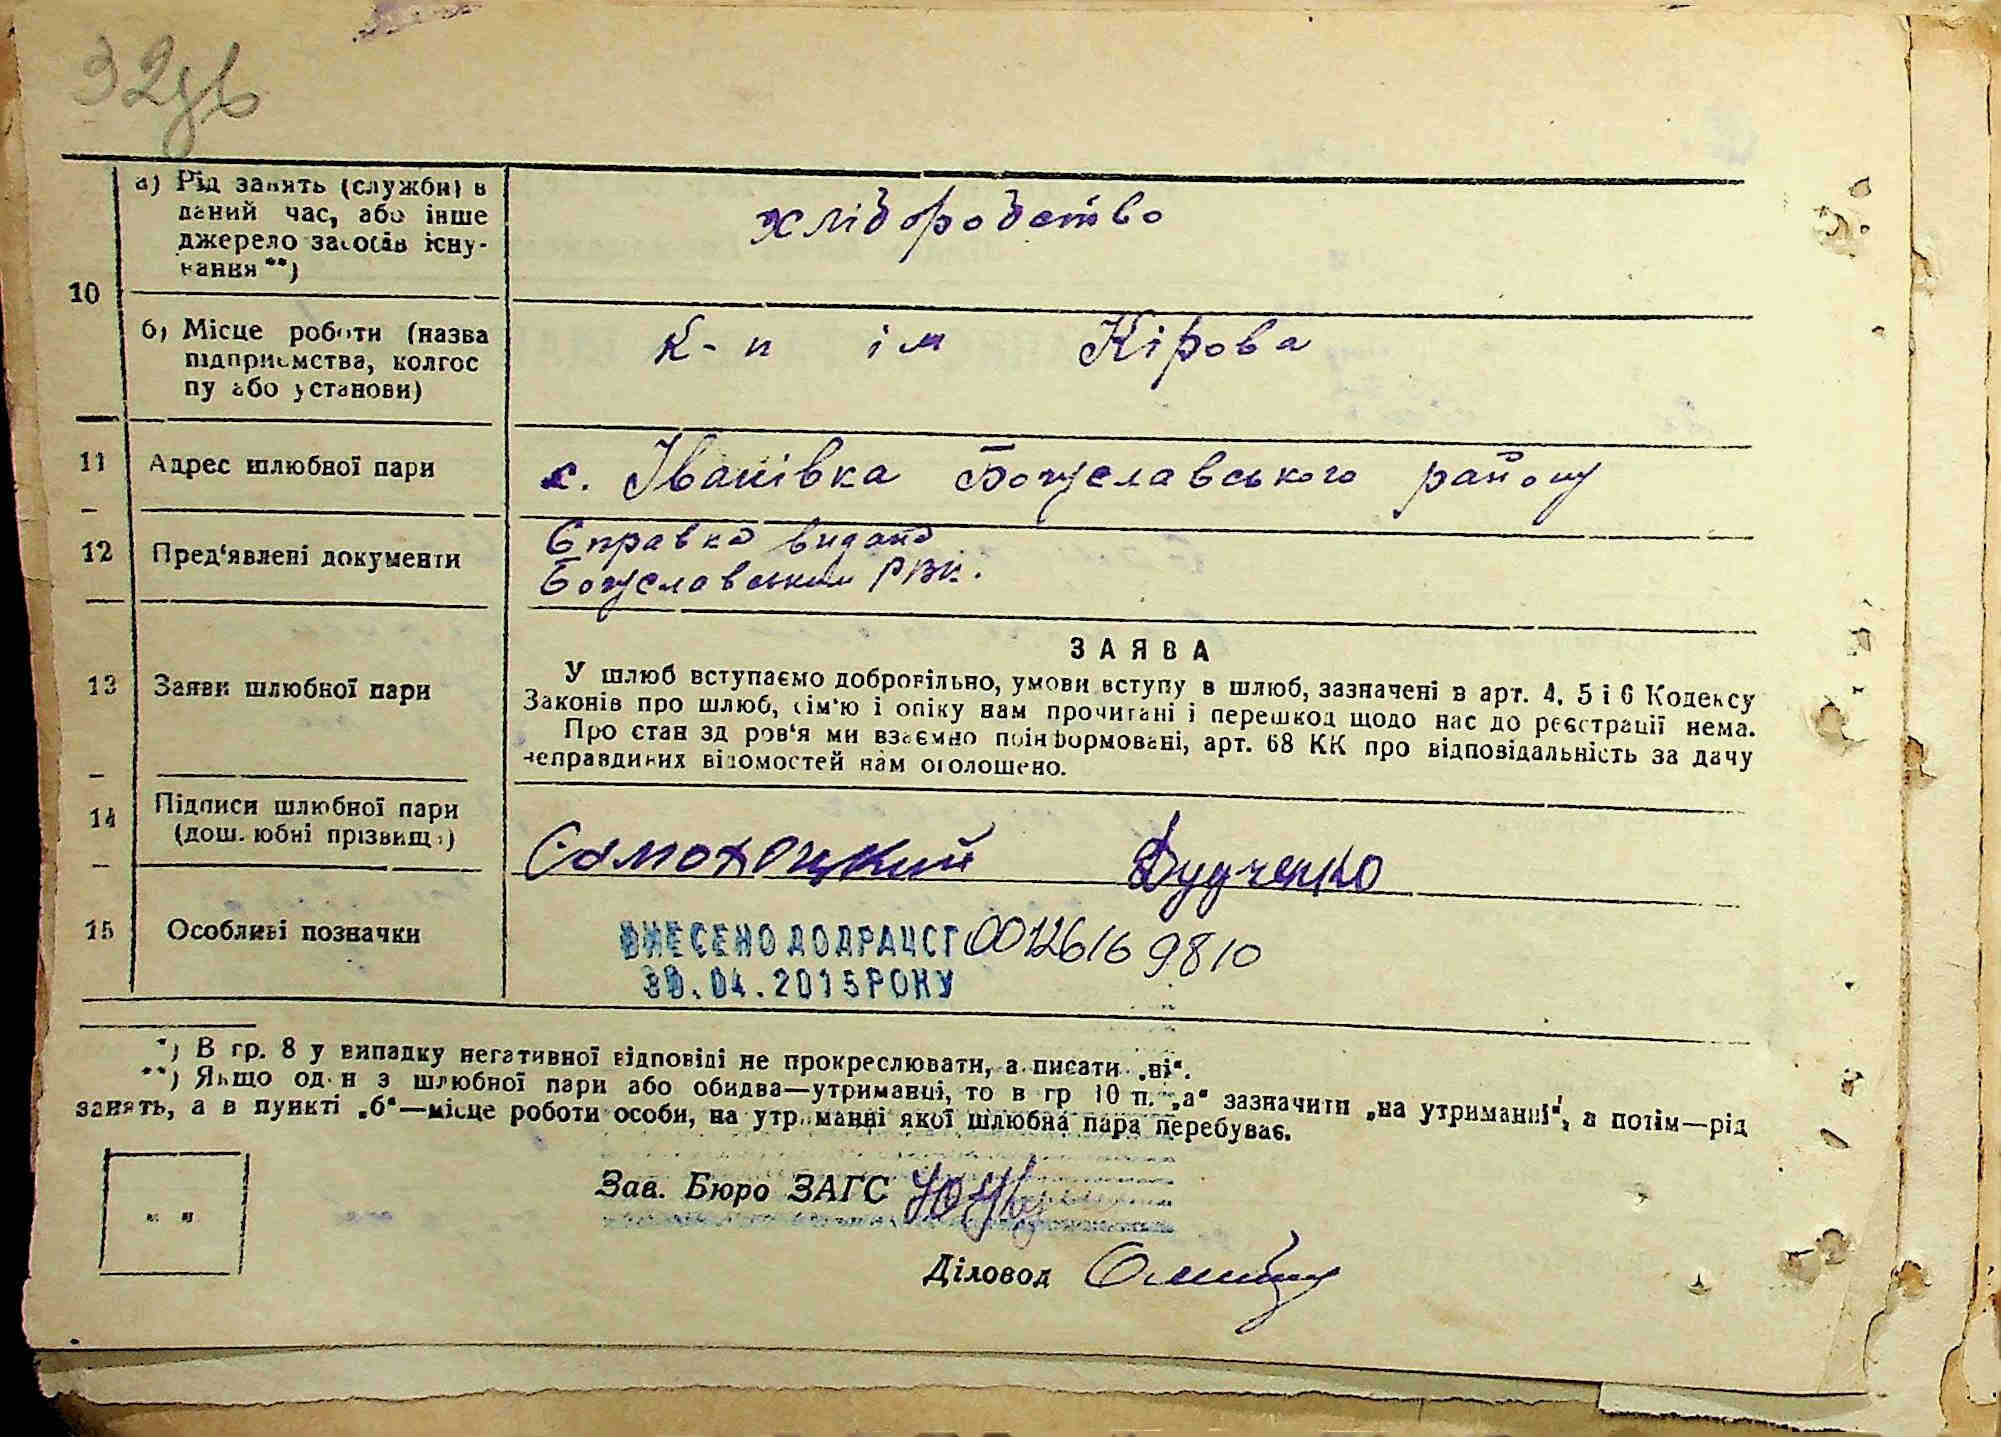 32зв
10
а) Рід занять (служби) в
даний час, або інше
джерело засобів існу-
вання **)
хліборобство
б) Місце роботи (назва
підприємства, колгос
пу або установи)
к-п ім Кірова
11 Адрес шлюбної пари
с. Іванівка Богуславського району
12 Пред'явлені документи
Справка видана
Богуславським РВК.
13 Заяви шлюбної пари
ЗАЯВА
У шлюб вступаємо добровільно, умови вступу в шлюб, зазначені в арт. 4, 5 і 6 Кодексу
Законів про шлюб, сім'ю і опіку нам прочитані і перешкод щодо нас до реєстрації нема.
Про стан здоров'я ми взаємно поінформовані, арт. 68 КК про відповідальність за дачу
неправдивих відомостей нам оголошено.
14 Підписи шлюбної пари
(дошлюбні прізвища)
Самохоцкий Дудченко
15 Особливі позначки
ВНЕСЕНО ДО ДРАЦСГ 00126169810
30.04.2015 РОКУ
*) В гр. 8 у випадку негативної відповіді не прокреслювати, а писати „ні“.
**) Якщо один з шлюбної пари або обидва—утриманці, то в гр 10 п. „а“ зазначити „на утриманні“, а потім—рід
занять, а в пункті „б“—місце роботи особи, на утриманні якої шлюбна пара перебуває.
Зав. Бюро ЗАГС
Діловод